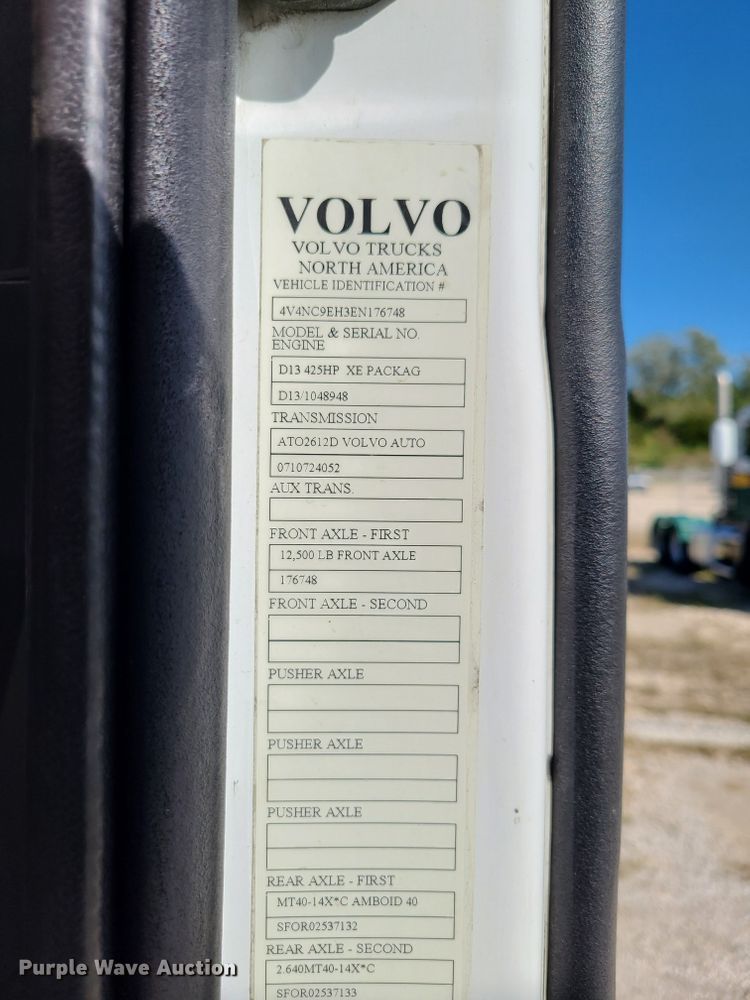 VOLVO
VOLVO TRUCKS
NORTH AMERICA
VEHICLE IDENTIFICATION #
4V4NC9EH3EN176748
MODEL & SERIAL NO.
ENGINE
D13 425HP XE PACKAG
D13/1048948
TRANSMISSION
ATO2612D VOLVO AUTO
0710724052
AUX TRANS.
FRONT AXLE - FIRST
12,500 LB FRONT AXLE
176748
FRONT AXLE - SECOND
PUSHER AXLE
PUSHER AXLE
PUSHER AXLE
REAR AXLE - FIRST
MT40-14X*C AMBOID 40
SFOR02537132
REAR AXLE - SECOND
2.640MT40-14X*C
SFOR02537133
Purple Wave Auction